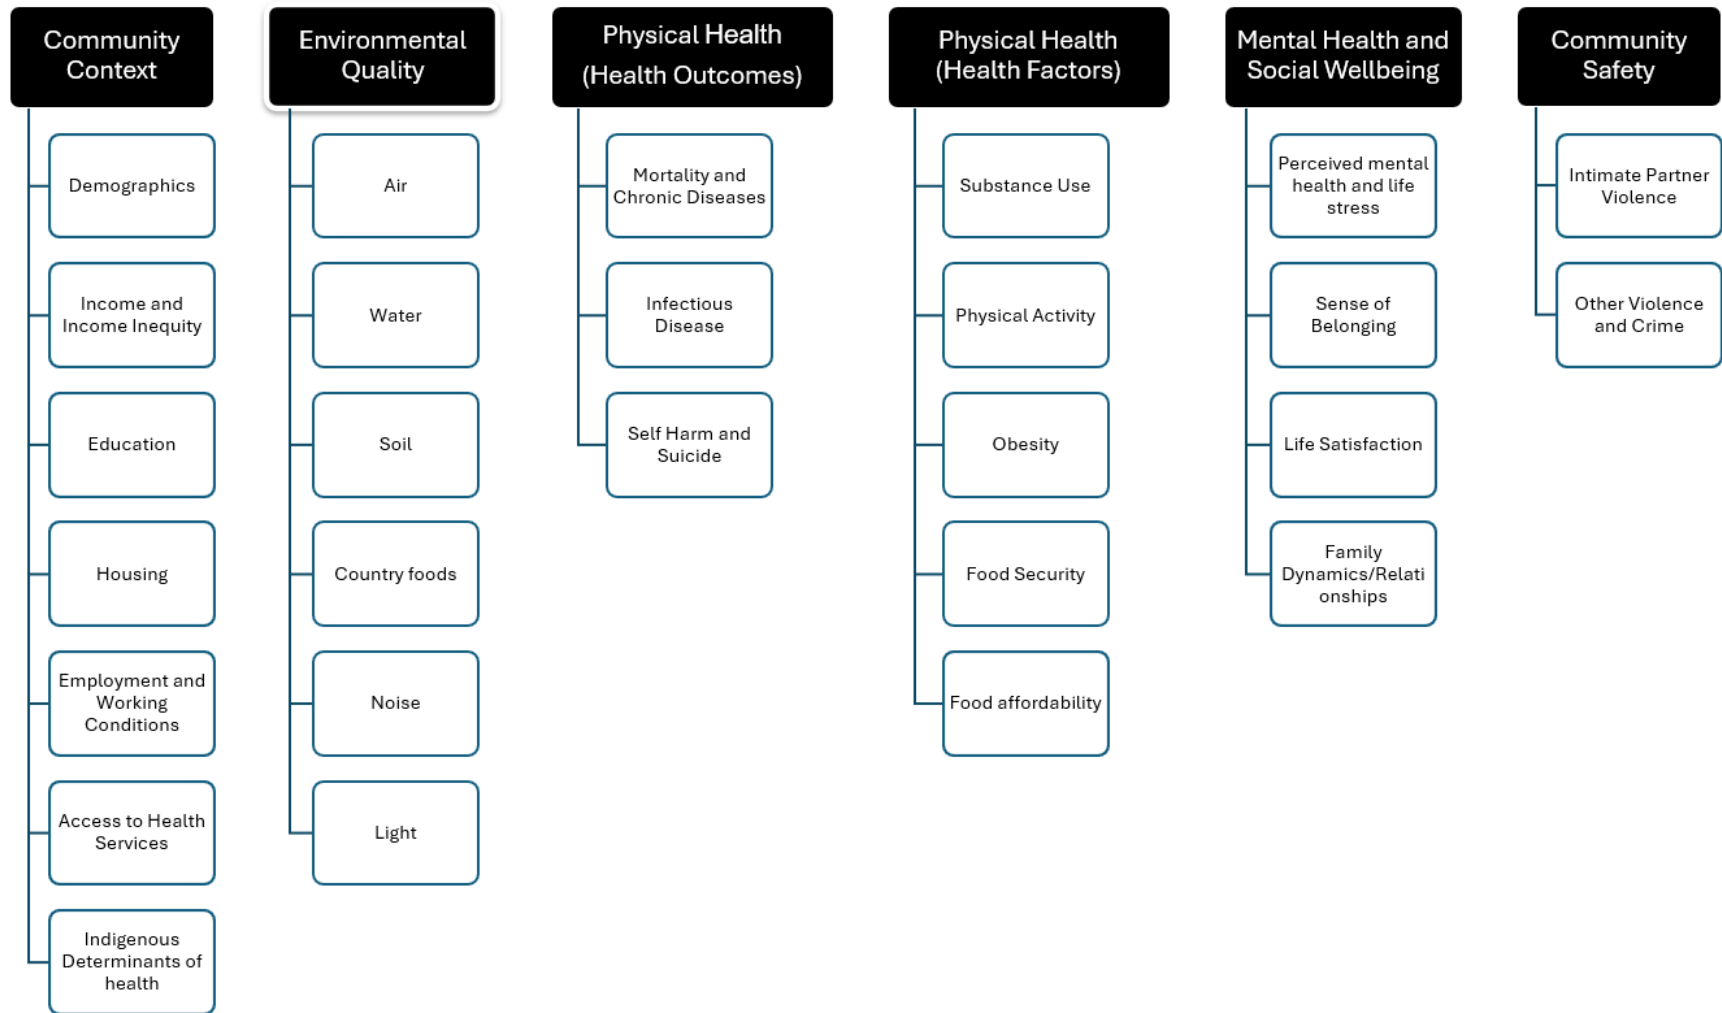 Community
Context
Demographics
Income and
Income Inequity
Education
Housing
Employment and
Working
Conditions
Access to Health
Services
Indigenous
Determinants of
health
Environmental
Quality
Air
Water
Soil
Country foods
Noise
Light
Physical Health
(Health Outcomes)
Mortality and
Chronic Diseases
Infectious
Disease
Self Harm and
Suicide
Physical Health
(Health Factors)
Substance Use
Physical Activity
Obesity
Food Security
Food affordability
Mental Health and
Social Wellbeing
Perceived mental
health and life
stress
Sense of
Belonging
Life Satisfaction
Family
Dynamics/Relati
onships
Community
Safety
Intimate Partner
Violence
Other Violence
and Crime